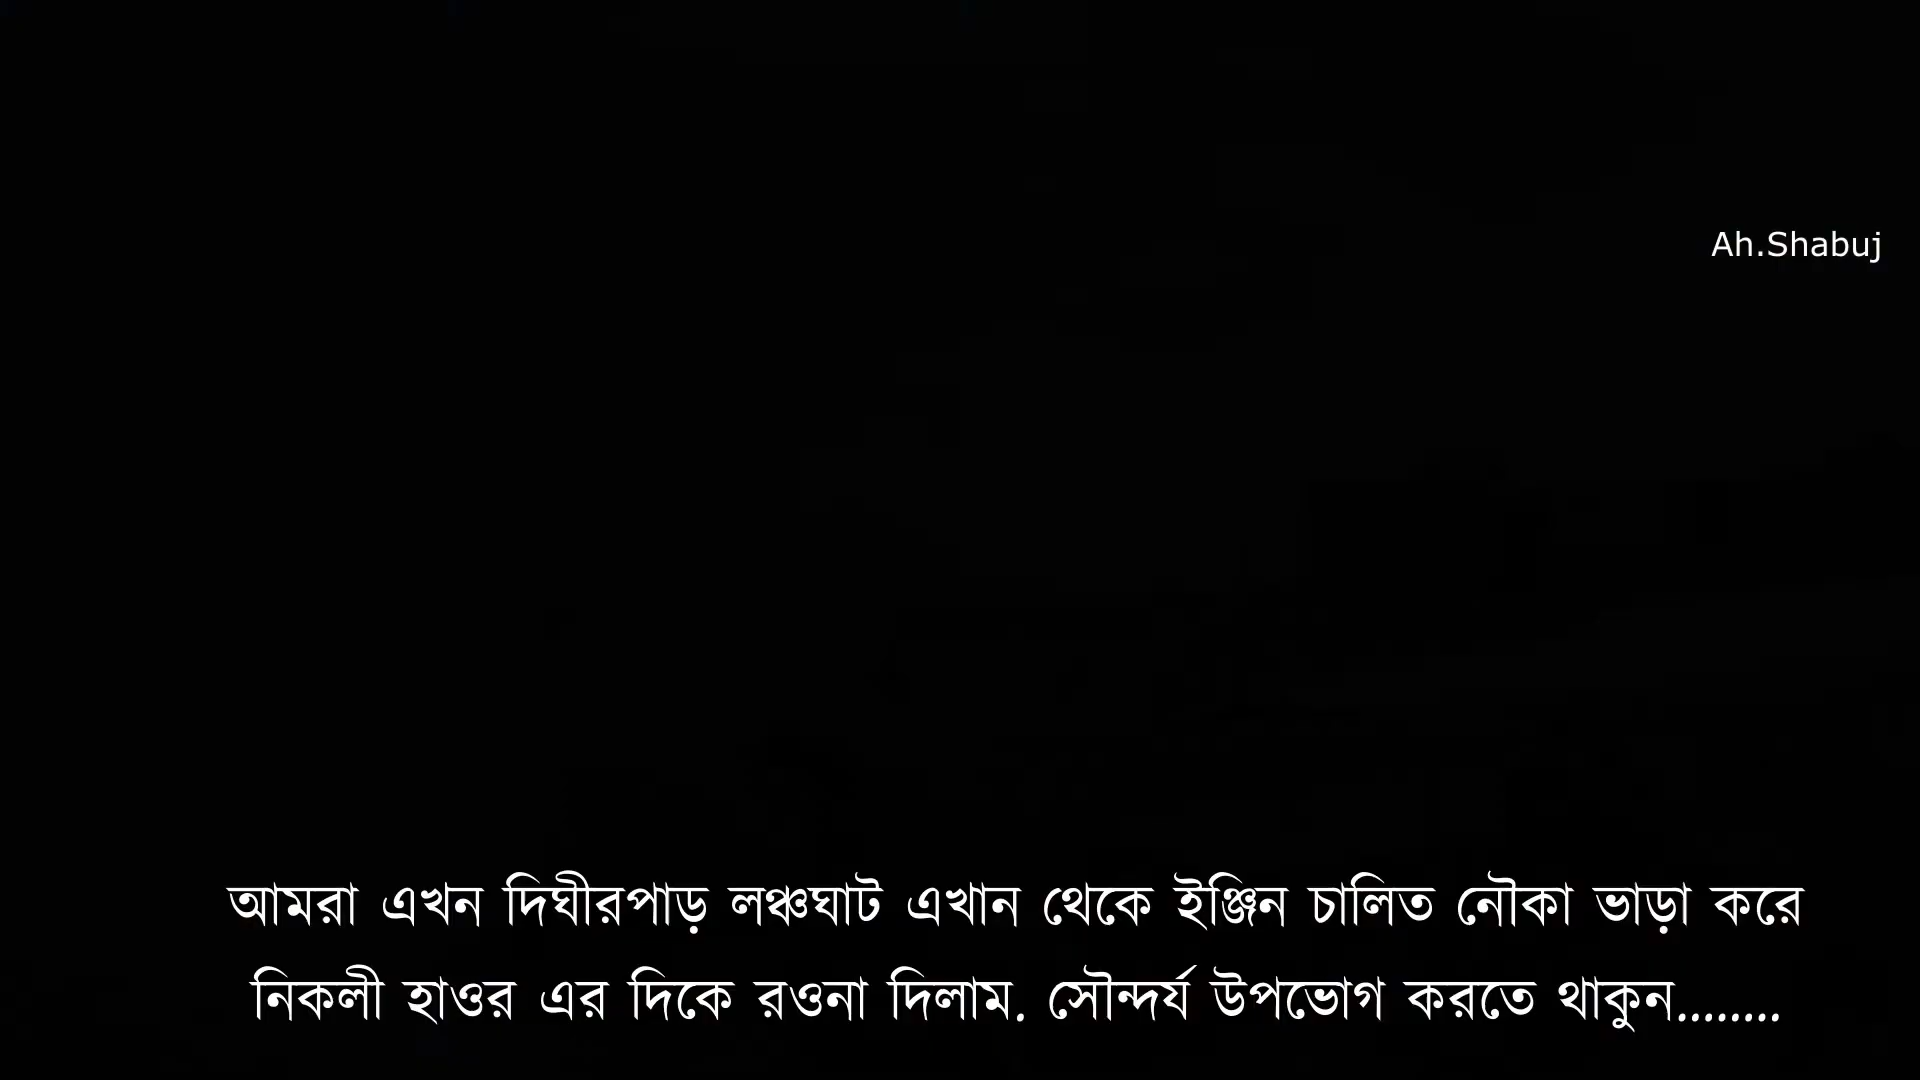 Ah.Shabuj
আমরা এখন দিঘীরপাড় লঞ্চঘাট এখান থেকে ইঞ্জিন চালিত নৌকা ভাড়া করে
নিকলী হাওর এর দিকে রওনা দিলাম. সৌন্দর্য উপভোগ করতে থাকুন........